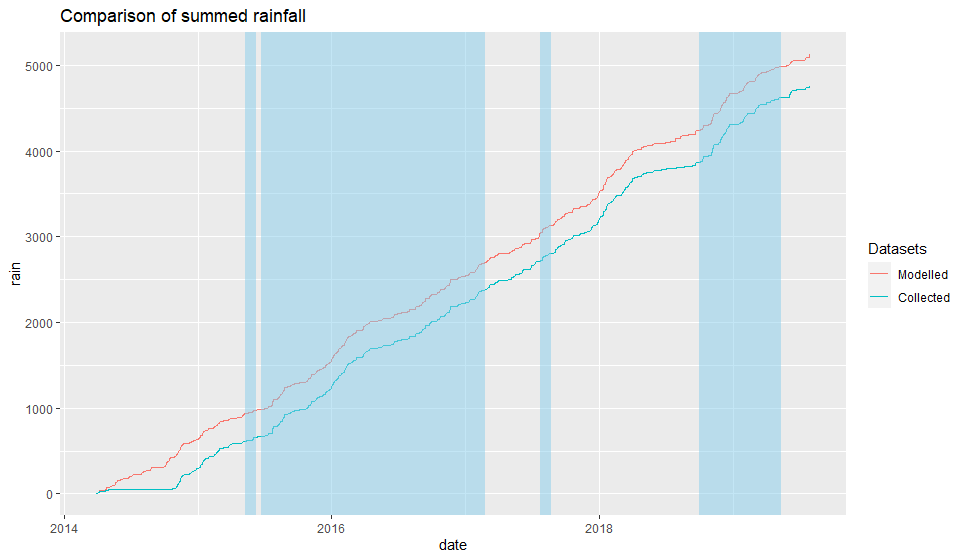 Comparison of summed rainfall
rain
5000
4000
3000
2000
1000
0
2014
2016
2018
date
Datasets
Modelled
Collected